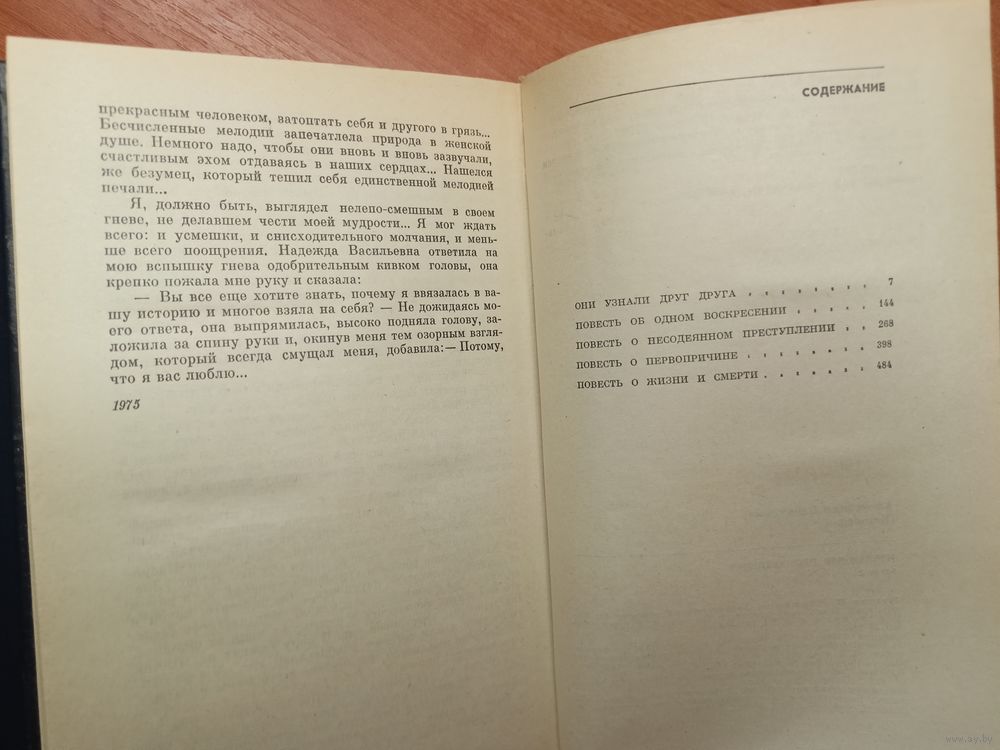 прекрасным человеком, ватоптать себя и другого в грязь...
Бесчисленные мелодии запечатлела природа в женской
душе. Немного надо, чтобы они вновь и вновь зазвучали,
счастливым эхом отдаваясь в наших сердцах... Нашелся
же безумец, который тешил себя единственной мелодией
печали...
Я, должно быть, выглядел нелепо-смешным в своем
гневе, не делавшем чести моей мудрости... Я мог ждать
всего: и усмешки, и снисходительного молчания, и мень-
ше всего поощрения. Надежда Васильевна ответила на
мою вспышку гнева одобрительным кивком головы, она
крепко пожала мне руку и сказала:
— Вы все еще хотите знать, почему я ввязалась в ва-
шу историю и многое взяла на себя? — Не дожидаясь мо-
его ответа, она выпрямилась, высоко подняла голову, за-
ложила за спину руки и, окинув меня тем озорным взгля-
дом, который всегда смущал меня, добавила:— Потому,
что я вас люблю...
1975
СОДЕРЖАНИЕ
ОНИ УЗНАЛИ ДРУГ ДРУГА . . . . . . . . 7
ПОВЕСТЬ ОБ ОДНОМ ВОСКРЕСЕНИИ . . . . . 144
ПОВЕСТЬ О НЕСОДЕЯННОМ ПРЕСТУПЛЕНИИ . . 268
ПОВЕСТЬ О ПЕРВОПРИЧИНЕ . . . . . . . . 398
ПОВЕСТЬ О ЖИЗНИ И СМЕРТИ . . . . . . . 484
www.ay.by